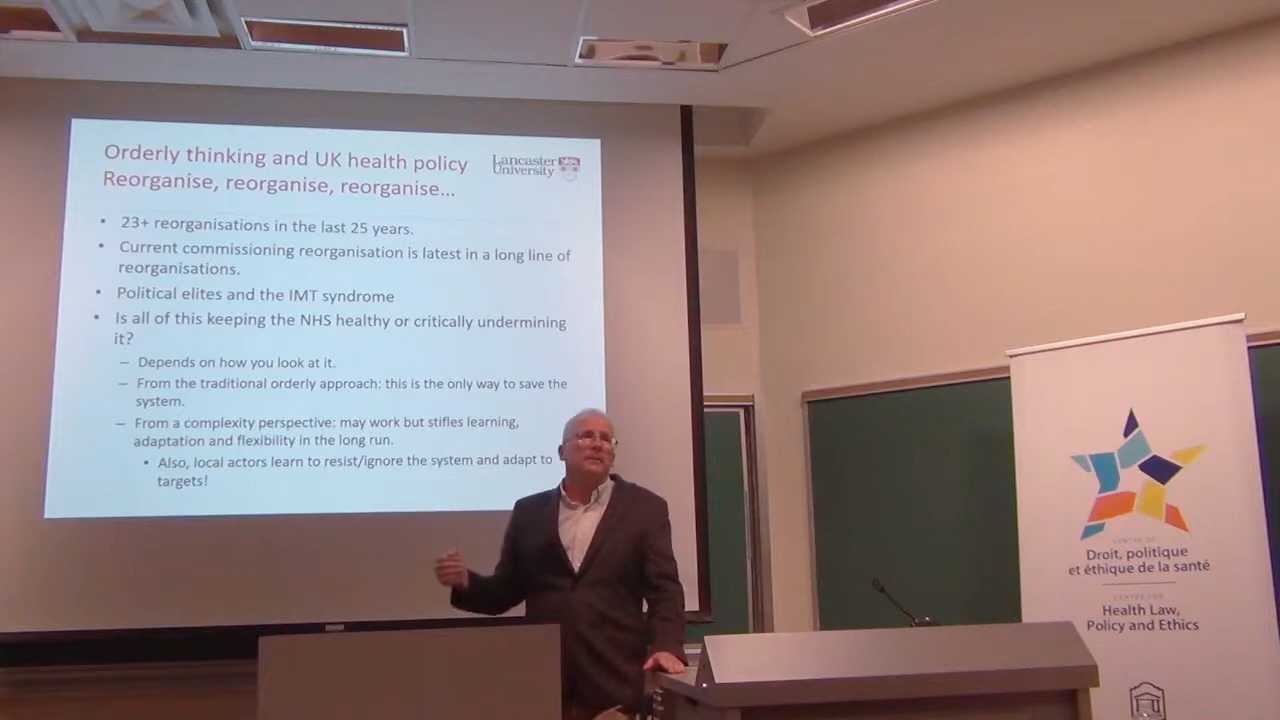 Orderly thinking and UK health policy
Reorganise, reorganise, reorganise...
Lancaster
University
• 23+ reorganisations in the last 25 years.
• Current commissioning reorganisation is latest in a long line of
reorganisations.
• Political elites and the IMT syndrome
• Is all of this keeping the NHS healthy or critically undermining
it?
– Depends on how you look at it.
– From the traditional orderly approach: this is the only way to save the
system.
– From a complexity perspective: may work but stifles learning,
adaptation and flexibility in the long run.
• Also, local actors learn to resist/ignore the system and adapt to
targets!
CENTRE DE
Droit, politique
et éthique de la santé
CENTER FOR
Health Law,
Policy and Ethics